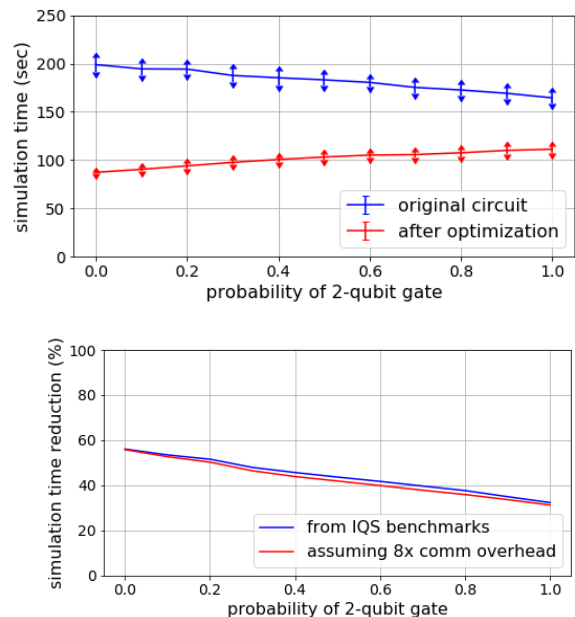 250
200
150
100
50
0
simulation time (sec)
original circuit
after optimization
0.0 0.2 0.4 0.6 0.8 1.0
probability of 2-qubit gate
100
80
60
40
20
0
simulation time reduction (%)
from IQS benchmarks
assuming 8x comm overhead
0.0 0.2 0.4 0.6 0.8 1.0
probability of 2-qubit gate